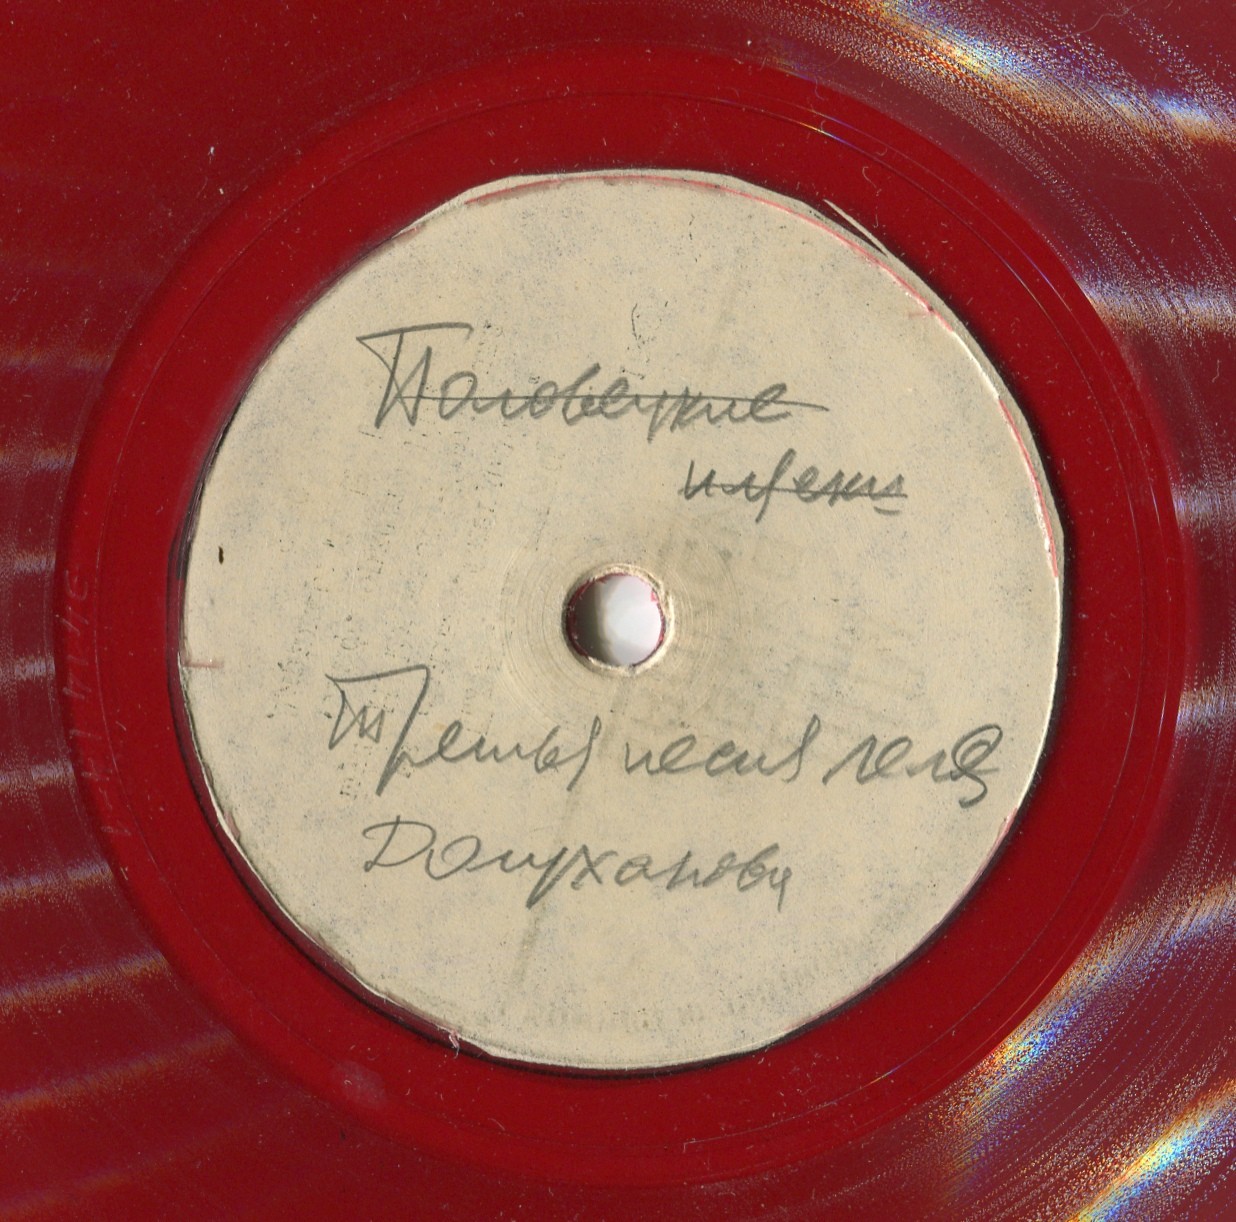 Половецкие
пляски
Третья песня Леля
Долуханова